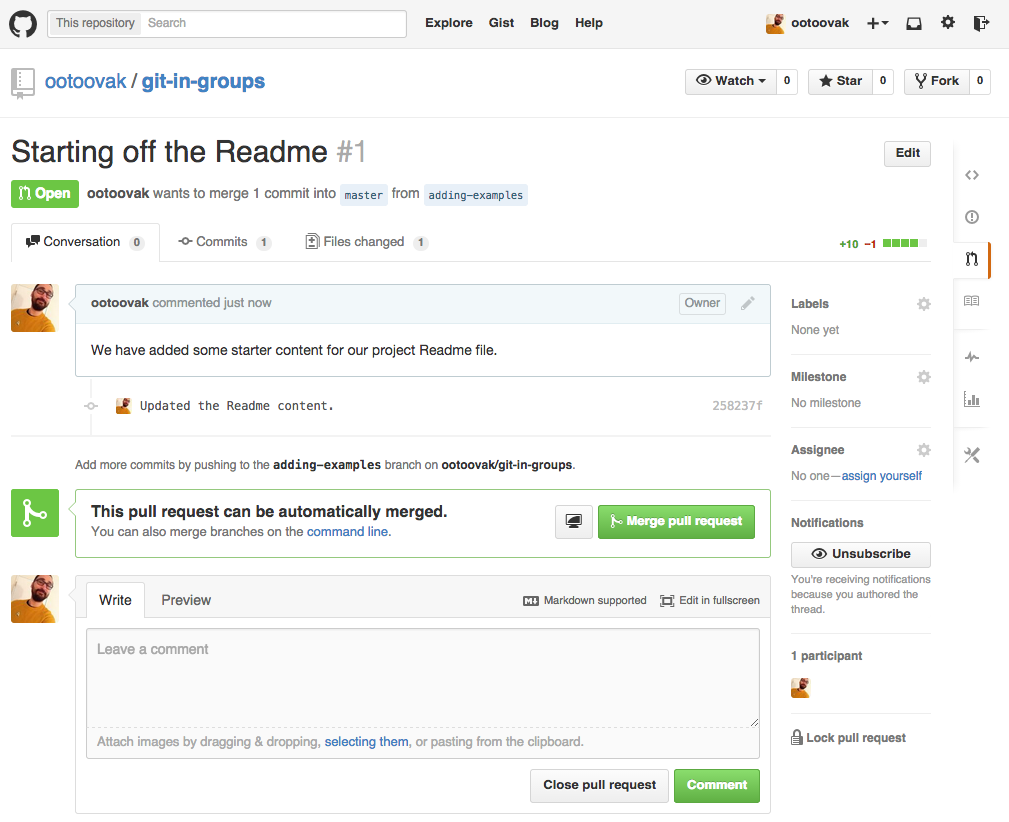 This repository Search Explore Gist Blog Help ootoovak
ootoovak / git-in-groups Watch 0 Star 0 Fork 0
Starting off the Readme #1 Edit
Open ootoovak wants to merge 1 commit into master from adding-examples
Conversation 0 Commits 1 Files changed 1 +10 −1
ootoovak commented just now Owner
We have added some starter content for our project Readme file.
Updated the Readme content. 258237f
Add more commits by pushing to the adding-examples branch on ootoovak/git-in-groups.
This pull request can be automatically merged.
You can also merge branches on the command line.
Merge pull request
Write Preview Markdown supported Edit in fullscreen
Leave a comment
Attach images by dragging & dropping, selecting them, or pasting from the clipboard.
Close pull request Comment
Labels
None yet
Milestone
No milestone
Assignee
No one—assign yourself
Notifications
Unsubscribe
You're receiving notifications
because you authored the
thread.
1 participant
Lock pull request